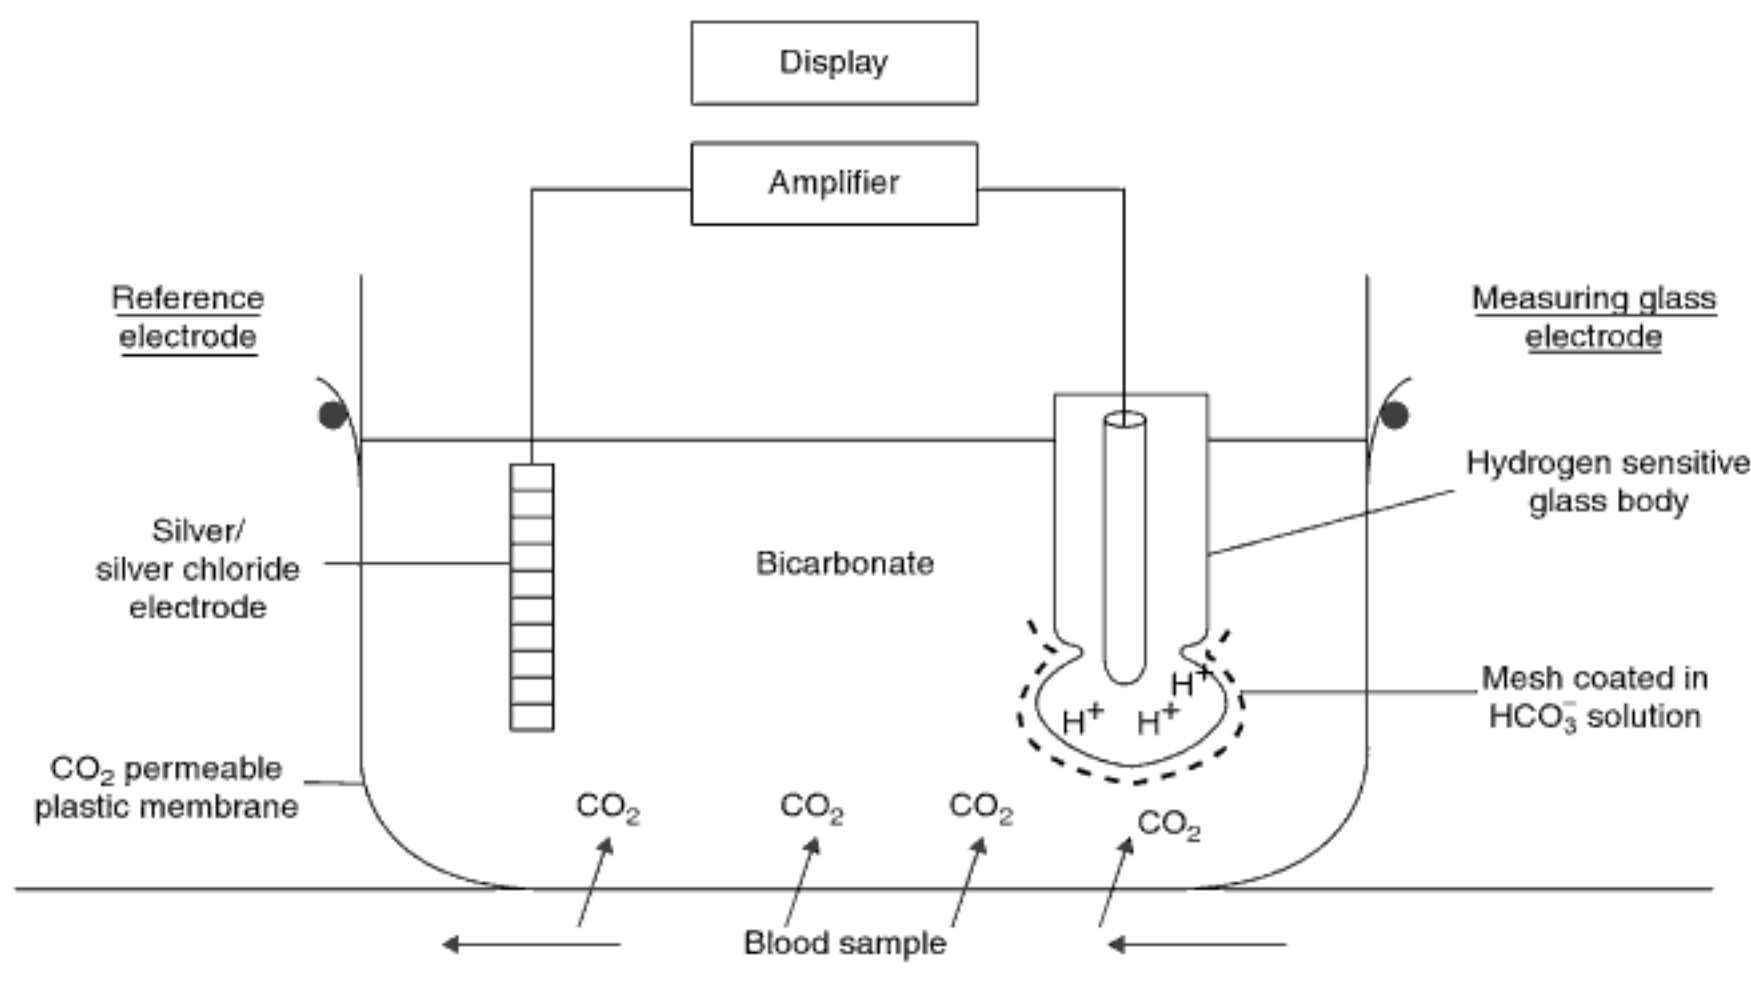 Display
Amplifier
Reference
electrode
Measuring glass
electrode
Hydrogen sensitive
glass body
Silver/
silver chloride
electrode
Bicarbonate
H⁺
H⁺
H⁺
Mesh coated in
HCO₃⁻ solution
CO₂ permeable
plastic membrane
CO₂
CO₂
CO₂
CO₂
Blood sample